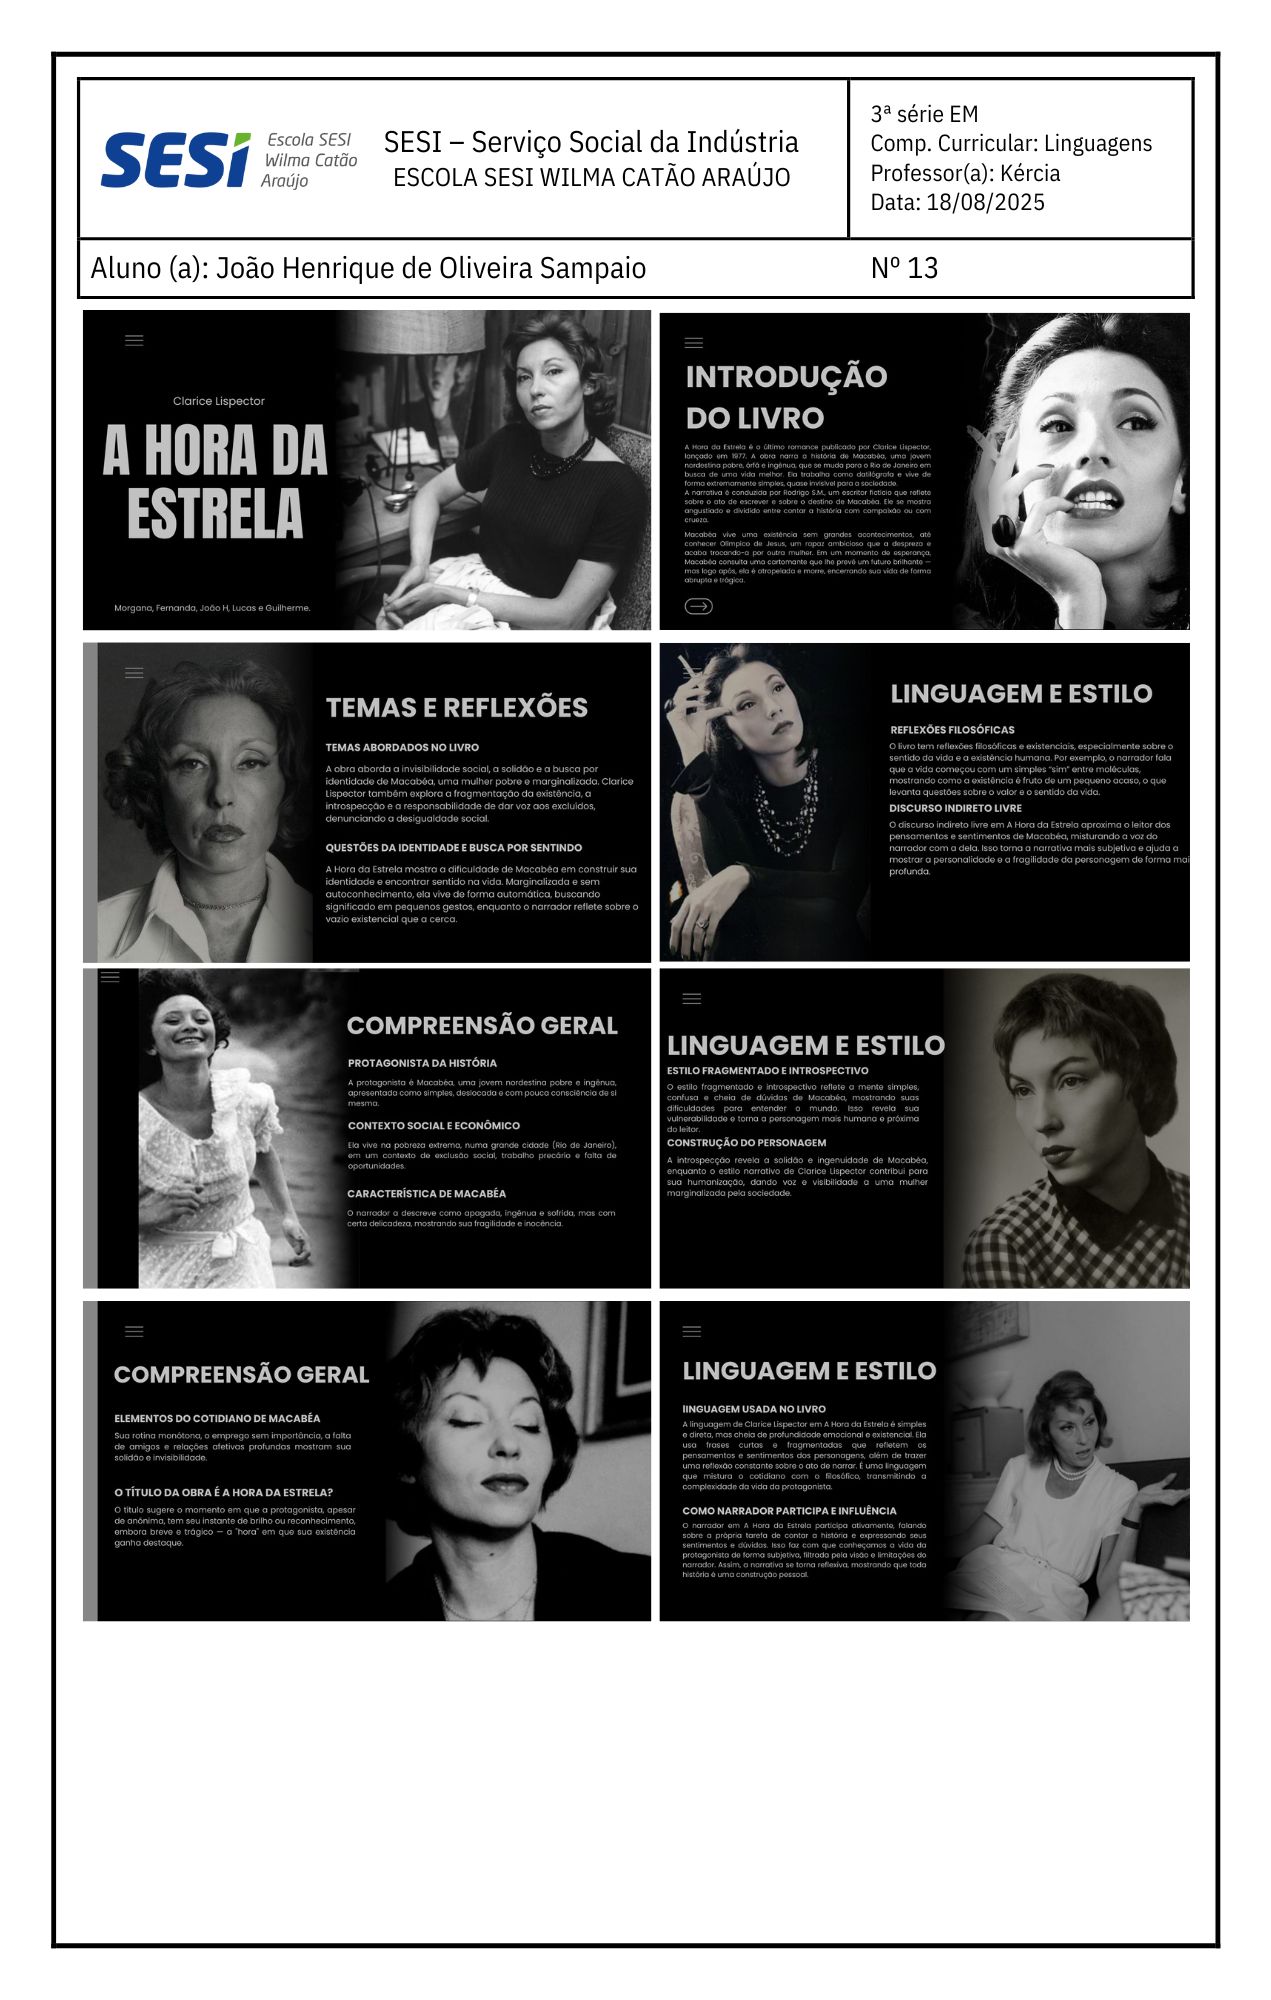 SESI
Escola SESI
Wilma Catão
Araújo
SESI – Serviço Social da Indústria
ESCOLA SESI WILMA CATÃO ARAÚJO
3ª série EM
Comp. Curricular: Linguagens
Professor(a): Kércia
Data: 18/08/2025
Aluno (a): João Henrique de Oliveira Sampaio
Nº 13
Clarice Lispector
A HORA DA
ESTRELA
Morgana, Fernanda, João H, Lucas e Guilherme.
INTRODUÇÃO
DO LIVRO
A Hora da Estrela é o último romance publicado por Clarice Lispector,
lançado em 1977. A obra narra a história de Macabéa, uma jovem
nordestina pobre, órfã e ingênua, que se muda para o Rio de Janeiro em
busca de uma vida melhor. Ela trabalha como datilógrafa e vive de
forma extremamente simples, quase invisível para a sociedade.
A narrativa é conduzida por Rodrigo S.M., um escritor fictício que reflete
sobre o ato de escrever e sobre o destino de Macabéa. Ele se mostra
angustiado e dividido entre contar a história com compaixão ou com
crueza.
Macabéa vive uma existência sem grandes acontecimentos, até
conhecer Olímpico de Jesus, um rapaz ambicioso que a despreza e
acaba trocando-a por outra mulher. Em um momento de esperança,
Macabéa consulta uma cartomante que lhe prevê um futuro brilhante —
mas logo após, ela é atropelada e morre, encerrando sua vida de forma
abrupta e trágica.
TEMAS E REFLEXÕES
TEMAS ABORDADOS NO LIVRO
A obra aborda a invisibilidade social, a solidão e a busca por
identidade de Macabéa, uma mulher pobre e marginalizada. Clarice
Lispector também explora a fragmentação da existência, a
introspecção e a responsabilidade de dar voz aos excluídos,
denunciando a desigualdade social.
QUESTÕES DA IDENTIDADE E BUSCA POR SENTINDO
A Hora da Estrela mostra a dificuldade de Macabéa em construir sua
identidade e encontrar sentido na vida. Marginalizada e sem
autoconhecimento, ela vive de forma automática, buscando
significado em pequenos gestos, enquanto o narrador reflete sobre o
vazio existencial que a cerca.
LINGUAGEM E ESTILO
REFLEXÕES FILOSÓFICAS
O livro tem reflexões filosóficas e existenciais, especialmente sobre o
sentido da vida e a existência humana. Por exemplo, o narrador fala
que a vida começou com um simples “sim” entre moléculas,
mostrando como a existência é fruto de um pequeno acaso, o que
levanta questões sobre o valor e o sentido da vida.
DISCURSO INDIRETO LIVRE
O discurso indireto livre em A Hora da Estrela aproxima o leitor dos
pensamentos e sentimentos de Macabéa, misturando a voz do
narrador com a dela. Isso torna a narrativa mais subjetiva e ajuda a
mostrar a personalidade e a fragilidade da personagem de forma mai
profunda.
COMPREENSÃO GERAL
PROTAGONISTA DA HISTÓRIA
A protagonista é Macabéa, uma jovem nordestina pobre e ingênua,
apresentada como simples, deslocada e com pouca consciência de si
mesma.
CONTEXTO SOCIAL E ECONÔMICO
Ela vive na pobreza extrema, numa grande cidade (Rio de Janeiro),
em um contexto de exclusão social, trabalho precário e falta de
oportunidades.
CARACTERÍSTICA DE MACABÉA
O narrador a descreve como apagada, ingênua e sofrida, mas com
certa delicadeza, mostrando sua fragilidade e inocência.
LINGUAGEM E ESTILO
ESTILO FRAGMENTADO E INTROSPECTIVO
O estilo fragmentado e introspectivo reflete a mente simples,
confusa e cheia de dúvidas de Macabéa, mostrando suas
dificuldades para entender o mundo. Isso revela sua
vulnerabilidade e torna a personagem mais humana e próxima
do leitor.
CONSTRUÇÃO DO PERSONAGEM
A introspecção revela a solidão e ingenuidade de Macabéa,
enquanto o estilo narrativo de Clarice Lispector contribui para
sua humanização, dando voz e visibilidade a uma mulher
marginalizada pela sociedade.
COMPREENSÃO GERAL
ELEMENTOS DO COTIDIANO DE MACABÉA
Sua rotina monótona, o emprego sem importância, a falta
de amigos e relações afetivas profundas mostram sua
solidão e invisibilidade.
O TÍTULO DA OBRA É A HORA DA ESTRELA?
O título sugere o momento em que a protagonista, apesar
de anônima, tem seu instante de brilho ou reconhecimento,
embora breve e trágico — a "hora" em que sua existência
ganha destaque.
LINGUAGEM E ESTILO
lINGUAGEM USADA NO LIVRO
A linguagem de Clarice Lispector em A Hora da Estrela é simples
e direta, mas cheia de profundidade emocional e existencial. Ela
usa frases curtas e fragmentadas que refletem os
pensamentos e sentimentos dos personagens, além de trazer
uma reflexão constante sobre o ato de narrar. É uma linguagem
que mistura o cotidiano com o filosófico, transmitindo a
complexidade da vida da protagonista.
COMO NARRADOR PARTICIPA E INFLUÊNCIA
O narrador em A Hora da Estrela participa ativamente, falando
sobre a própria tarefa de contar a história e expressando seus
sentimentos e dúvidas. Isso faz com que conheçamos a vida da
protagonista de forma subjetiva, filtrada pela visão e limitações do
narrador. Assim, a narrativa se torna reflexiva, mostrando que toda
história é uma construção pessoal.